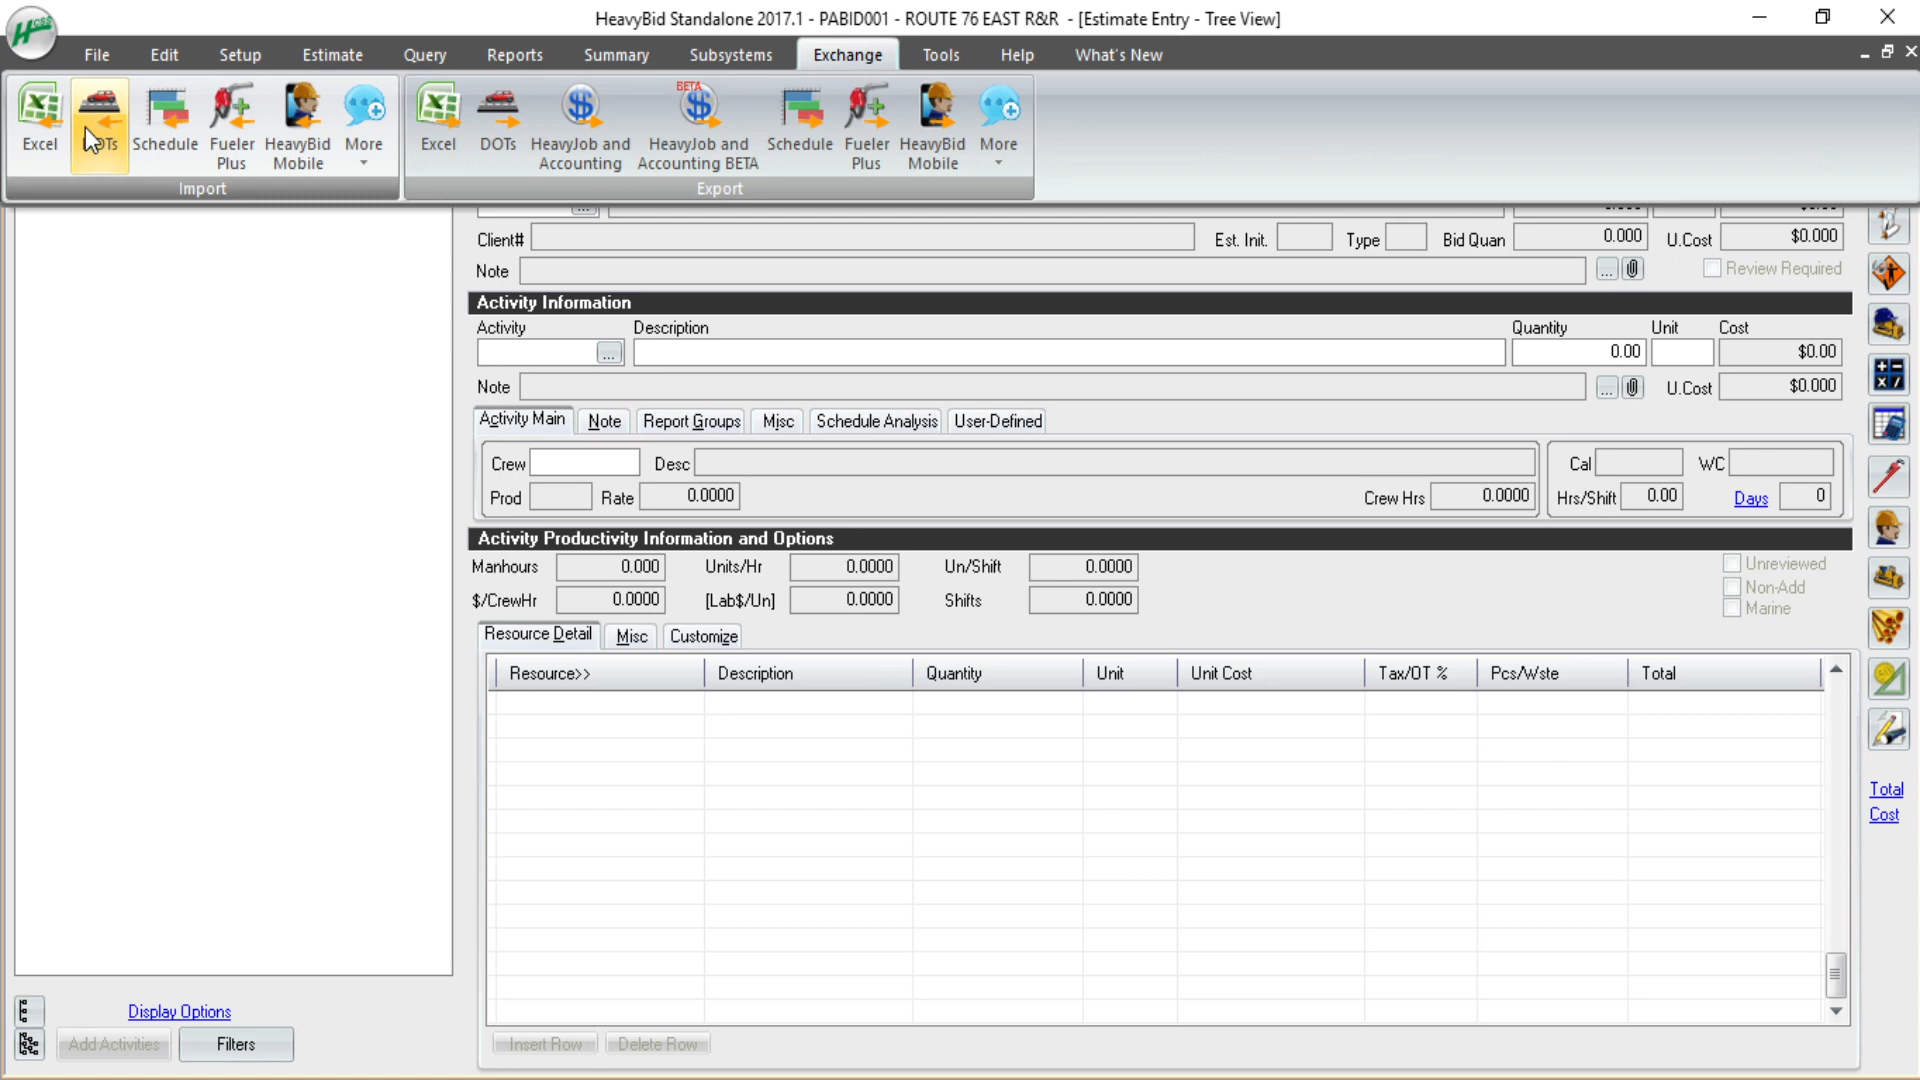 HeavyBid Standalone 2017.1 - PABID001 - ROUTE 76 EAST R&R - [Estimate Entry - Tree View]
HCSS
File Edit Setup Estimate Query Reports Summary Subsystems Exchange Tools Help What's New
Excel DOTs Schedule Fueler Plus HeavyBid Mobile More
Import
Excel DOTs HeavyJob and Accounting BETA HeavyJob and Accounting BETA Schedule Fueler Plus HeavyBid Mobile More
Export
Client# Est. Init. Type Bid Quan 0.000 U.Cost $0.000
Note ... Review Required
Activity Information
Activity Description Quantity Unit Cost
... 0.00 $0.00
Note ... U.Cost $0.000
Activity Main Note Report Groups Misc Schedule Analysis User-Defined
Crew Desc Cal WC
Prod Rate 0.0000 Crew Hrs 0.0000 Hrs/Shift 0.00 Days 0
Activity Productivity Information and Options
Manhours 0.000 Units/Hr 0.0000 Un/Shift 0.0000 Unreviewed
Non-Add
$/CrewHr 0.0000 [Lab$/Un] 0.0000 Shifts 0.0000 Marine
Resource Detail Misc Customize
Resource>> Description Quantity Unit Unit Cost Tax/OT % Pcs/Wste Total
Total
Cost
Display Options
Add Activities Filters
Insert Row Delete Row